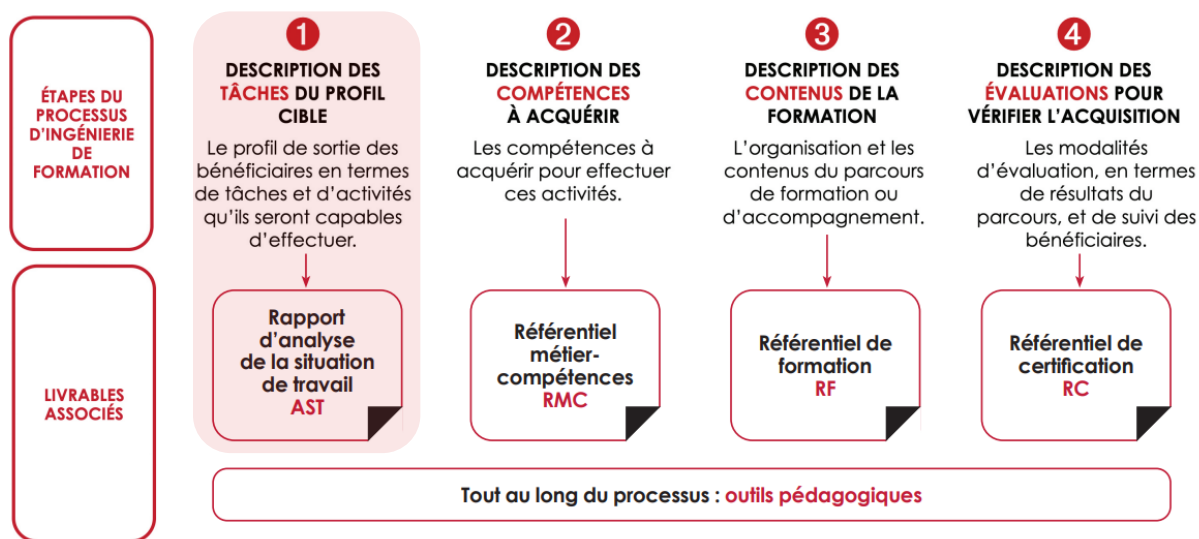 ÉTAPES DU
PROCESSUS
D'INGÉNIERIE
DE
FORMATION
1
DESCRIPTION DES
TÂCHES DU PROFIL
CIBLE
Le profil de sortie des
bénéficiaires en termes
de tâches et d'activités
qu'ils seront capables
d'effectuer.
2
DESCRIPTION DES
COMPÉTENCES
À ACQUÉRIR
Les compétences à
acquérir pour effectuer
ces activités.
3
DESCRIPTION DES
CONTENUS DE LA
FORMATION
L'organisation et les
contenus du parcours
de formation ou
d'accompagnement.
4
DESCRIPTION DES
ÉVALUATIONS POUR
VÉRIFIER L'ACQUISITION
Les modalités
d'évaluation, en termes
de résultats du
parcours, et de suivi des
bénéficiaires.
LIVRABLES
ASSOCIÉS
Rapport
d'analyse
de la situation
de travail
AST
Référentiel
métier-
compétences
RMC
Référentiel de
formation
RF
Référentiel de
certification
RC
Tout au long du processus : outils pédagogiques